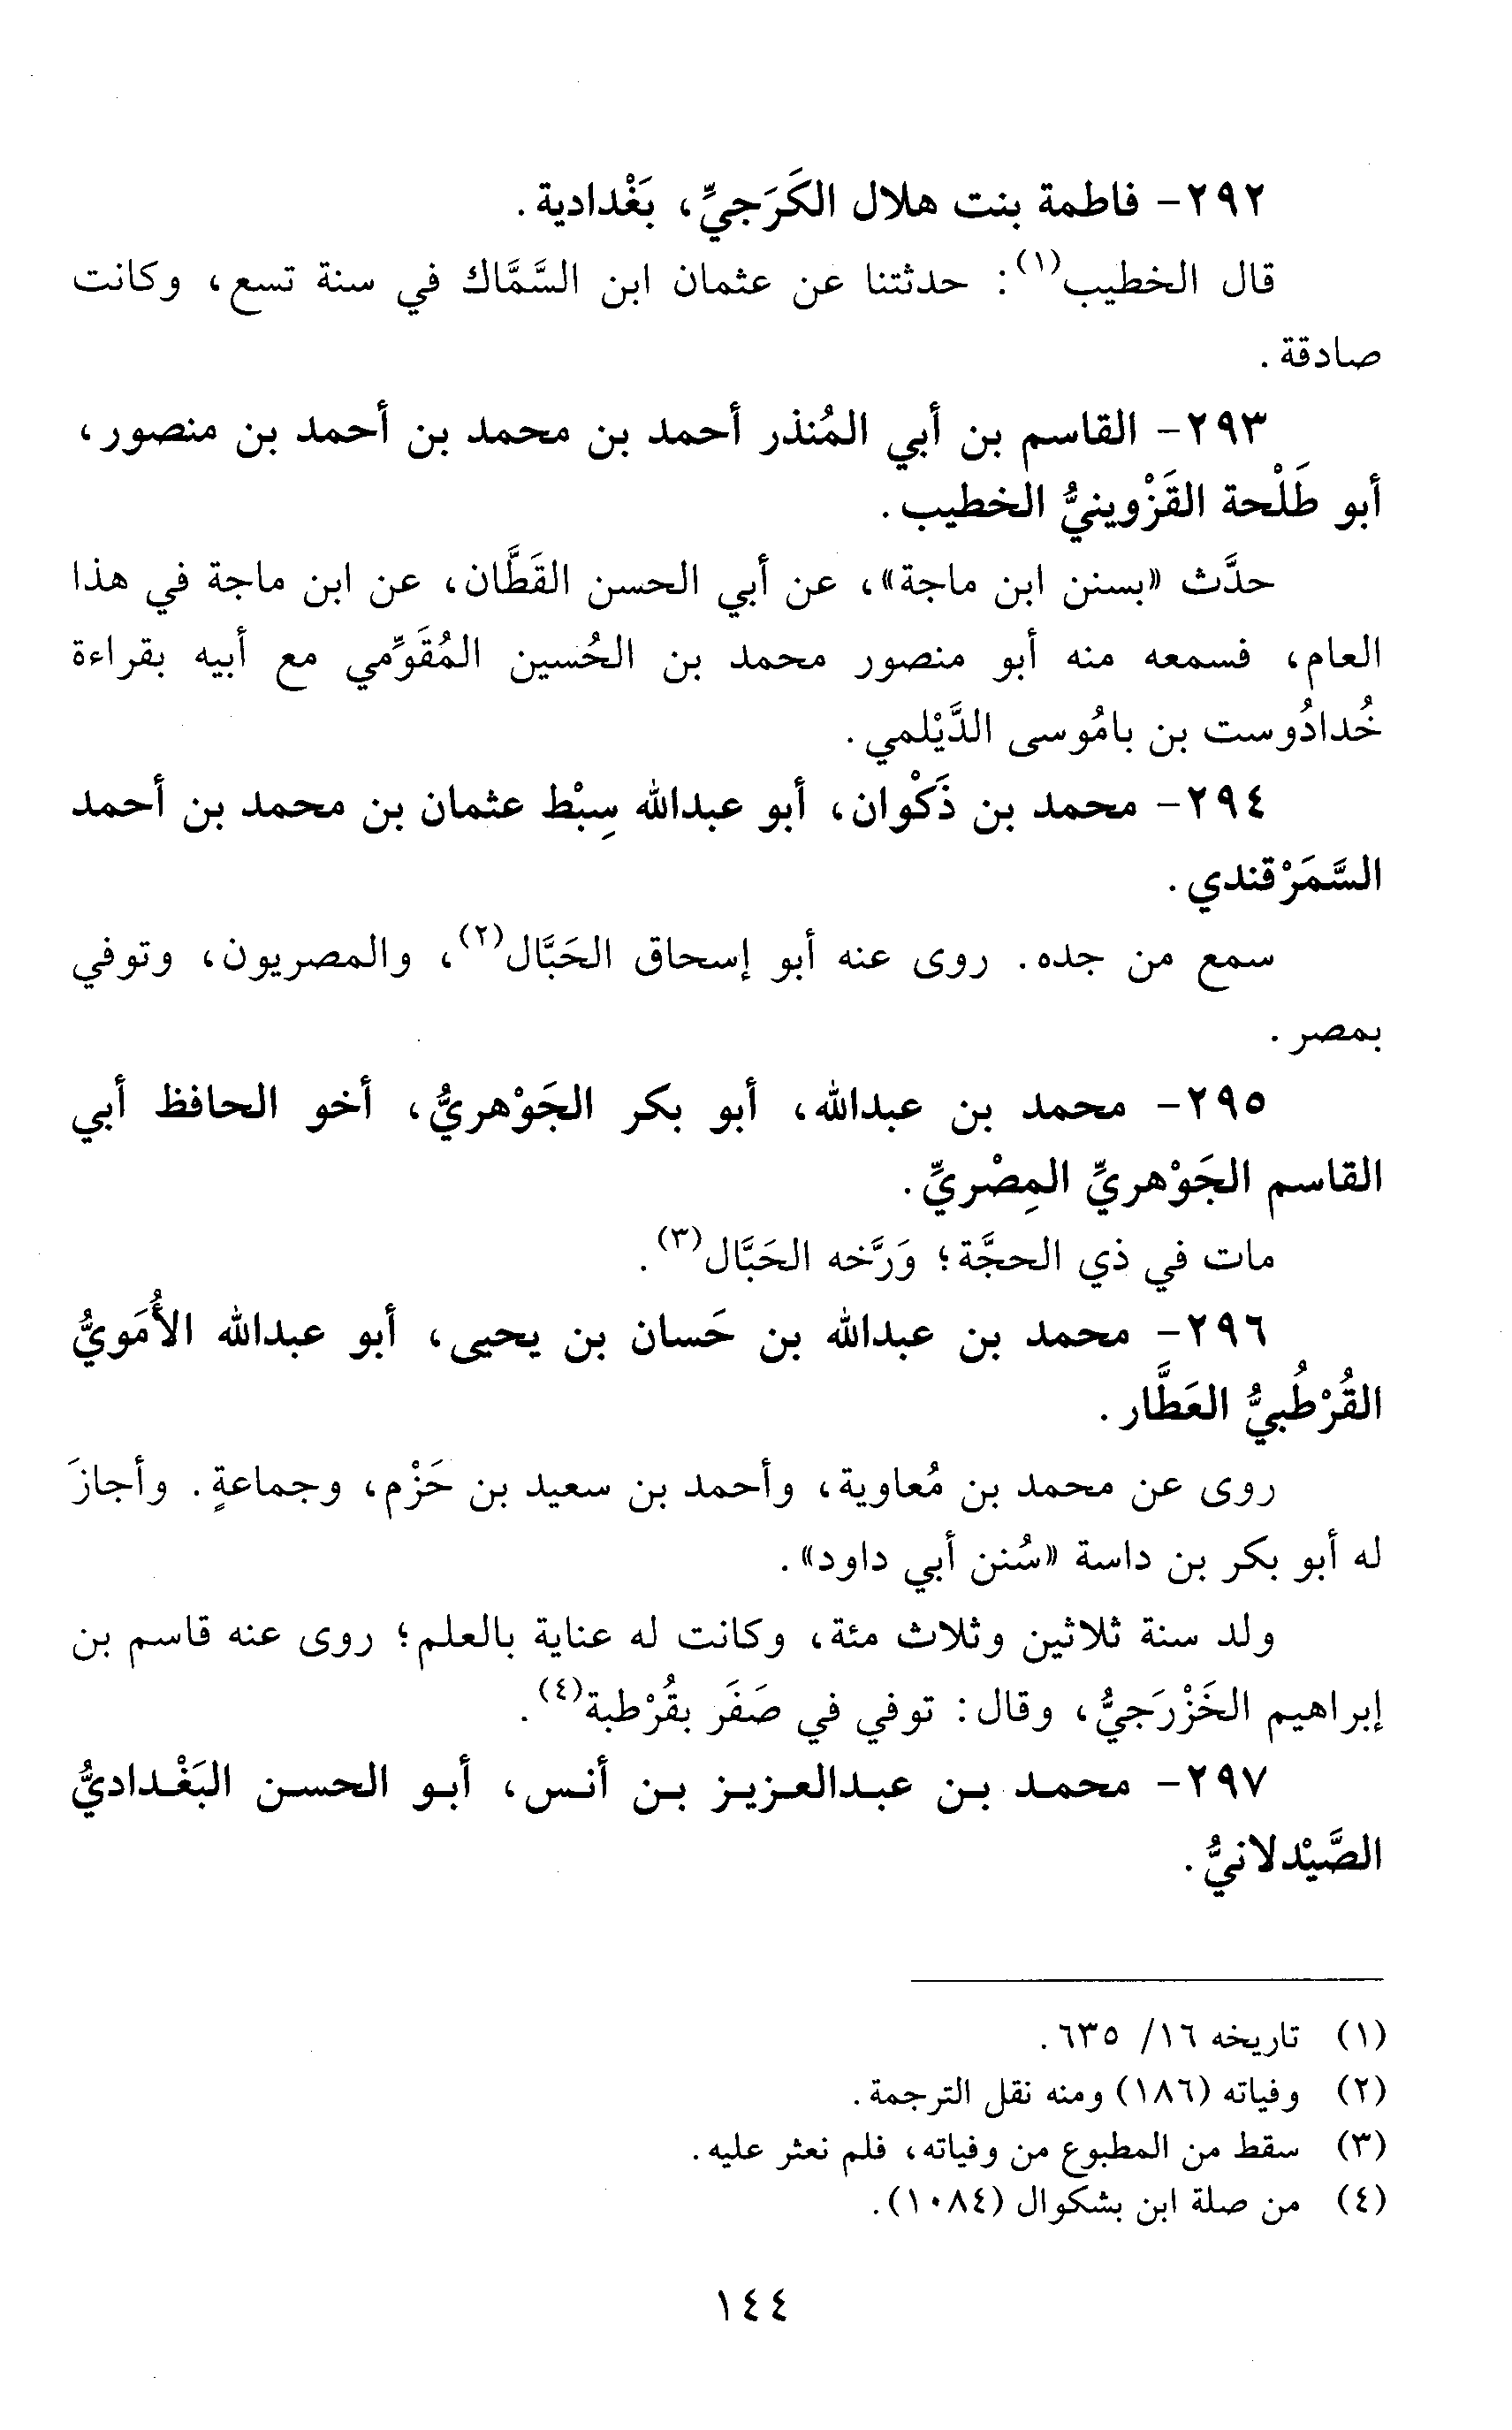 ٢٩٢- فاطمة بنت هلال الكَرَجيِّ، بَغْدادية.
قال الخطيب(١): حدثتنا عن عثمان ابن السَّمَّاك في سنة تسع، وكانت
صادقة.
٢٩٣- القاسم بن أبي المُنذر أحمد بن محمد بن أحمد بن منصور،
أبو طَلْحة القَزْوينيُّ الخطيب.
حدَّث «بسنن ابن ماجة»، عن أبي الحسن القَطَّان، عن ابن ماجة في هذا
العام، فسمعه منه أبو منصور محمد بن الحُسين المُقَوِّمي مع أبيه بقراءة
خُدادُوست بن بامُوسى الدَّيْلمي.
٢٩٤- محمد بن ذَكْوان، أبو عبدالله سِبْط عثمان بن محمد بن أحمد
السَّمَرْقندي.
سمع من جده. روى عنه أبو إسحاق الحَبَّال(٢)، والمصريون، وتوفي
بمصر.
٢٩٥- محمد بن عبدالله، أبو بكر الجَوْهريُّ، أخو الحافظ أبي
القاسم الجَوْهريِّ المِصْريِّ.
مات في ذي الحجَّة؛ وَرَّخه الحَبَّال(٣).
٢٩٦- محمد بن عبدالله بن حَسان بن يحيى، أبو عبدالله الأُمَويُّ
القُرْطُبيُّ العَطَّار.
روى عن محمد بن مُعاوية، وأحمد بن سعيد بن حَزْم، وجماعةٍ. وأجازَ
له أبو بكر بن داسة «سُنن أبي داود».
ولد سنة ثلاثين وثلاث مئة، وكانت له عناية بالعلم؛ روى عنه قاسم بن
إبراهيم الخَزْرَجيُّ، وقال: توفي في صَفَر بقُرْطبة(٤).
٢٩٧- محمد بن عبدالعزيز بن أنس، أبو الحسن البَغْداديُّ
الصَّيْدلانيُّ.
(١) تاريخه ١٦/ ٦٣٥.
(٢) وفياته (١٨٦) ومنه نقل الترجمة.
(٣) سقط من المطبوع من وفياته، فلم نعثر عليه.
(٤) من صلة ابن بشكوال (١٠٨٤).
١٤٤